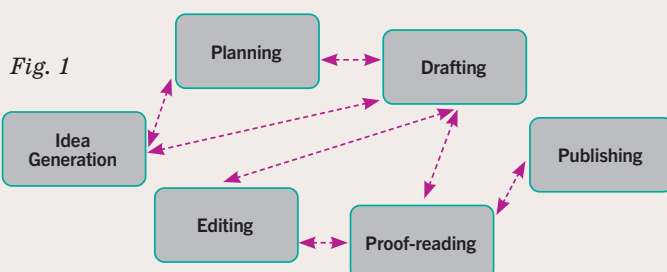 Fig. 1
Planning
Drafting
Idea
Generation
Publishing
Editing
Proof-reading